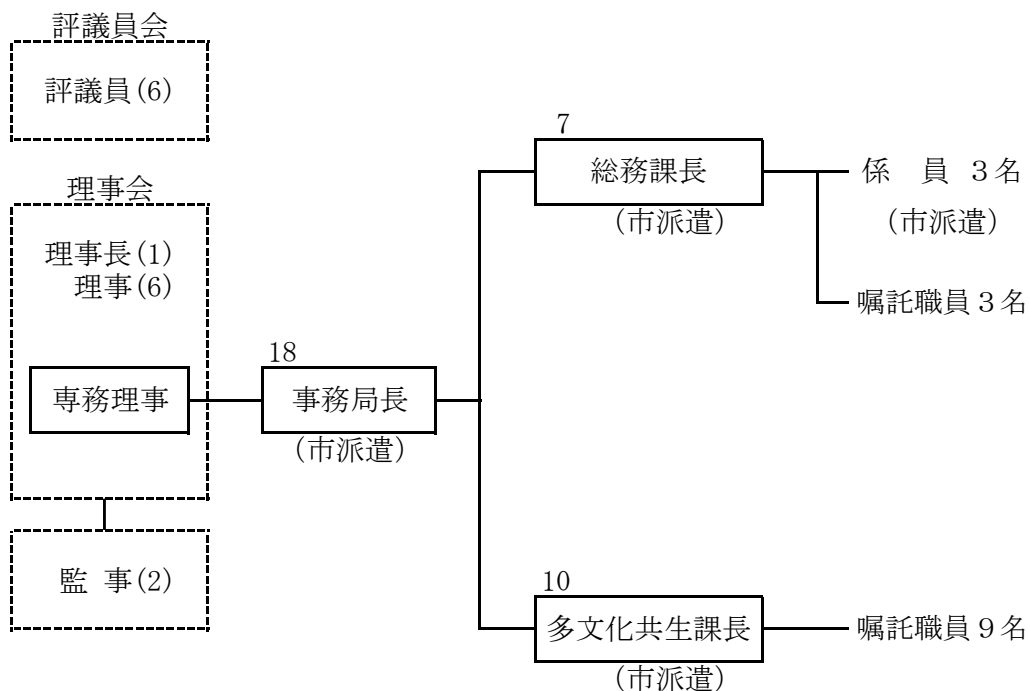 評議員会
評議員(6)
理事会
理事長(1)
理事(6)
専務理事
監 事(2)
18
事務局長
(市派遣)
7
総務課長
(市派遣)
係 員 3名
(市派遣)
嘱託職員3名
10
多文化共生課長
(市派遣)
嘱託職員9名